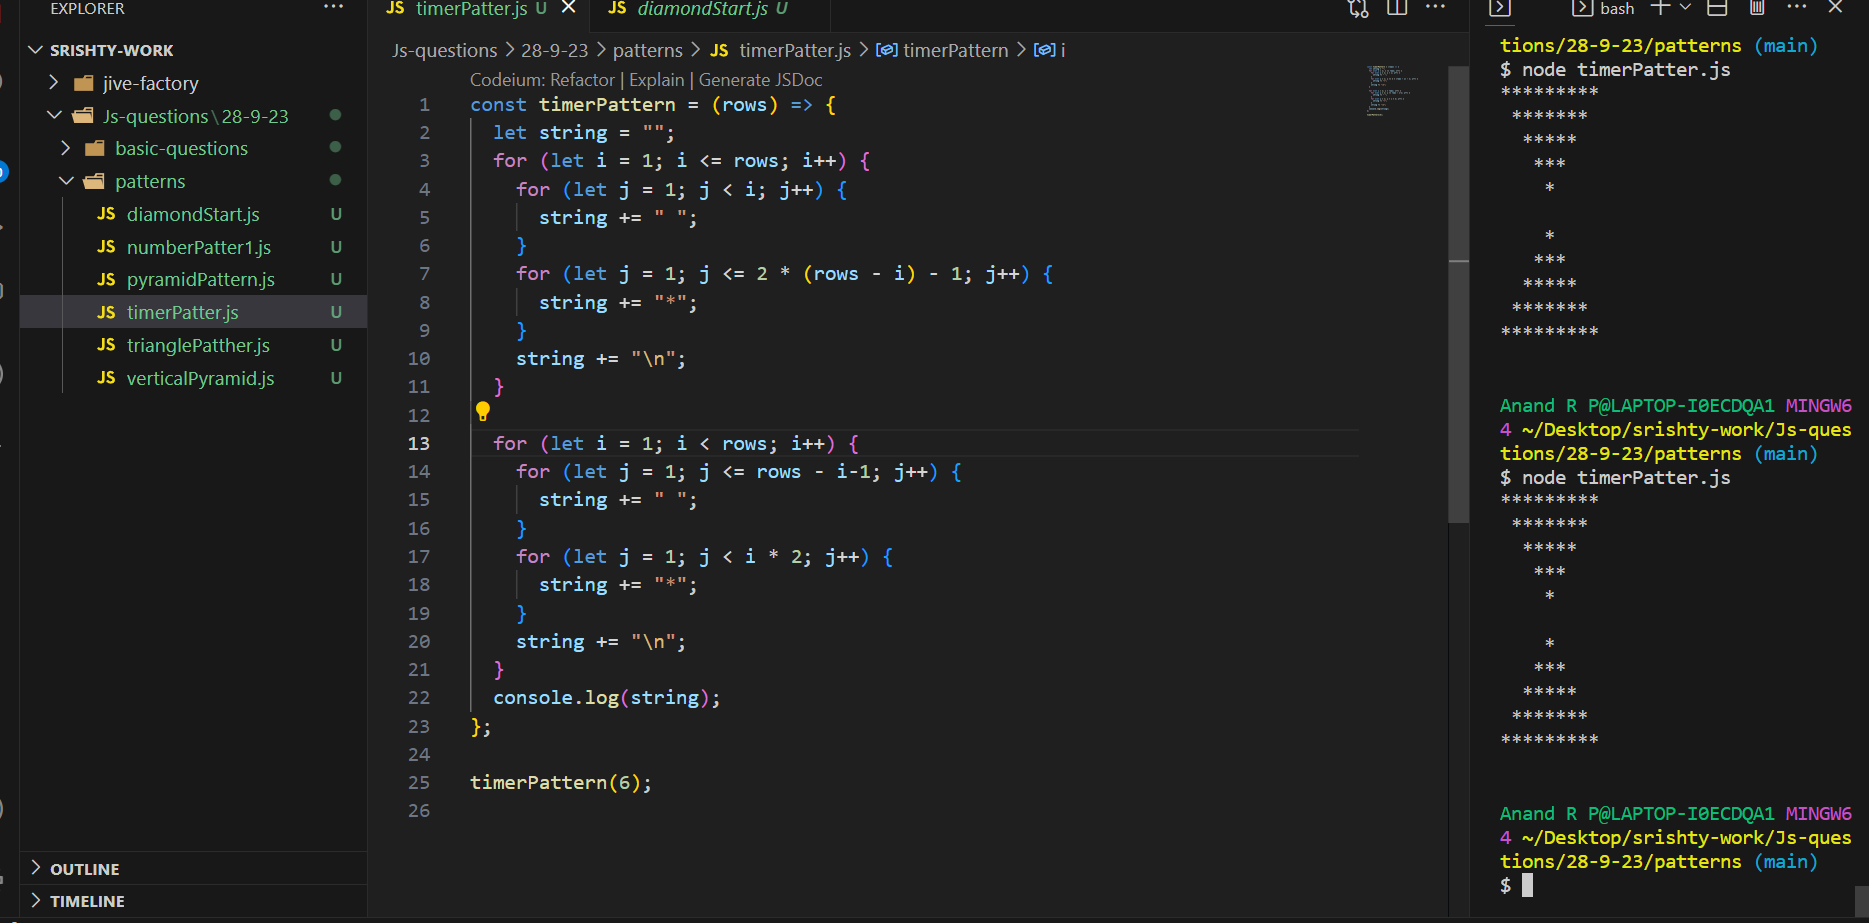 EXPLORER ...
SRISHTY-WORK
jive-factory
Js-questions\28-9-23
basic-questions
patterns
JS diamondStart.js U
JS numberPatter1.js U
JS pyramidPattern.js U
JS timerPatter.js U
JS trianglePatther.js U
JS verticalPyramid.js U
OUTLINE
TIMELINE
JS timerPatter.js U JS diamondStart.js U
Js-questions > 28-9-23 > patterns > JS timerPatter.js > timerPattern > i
Codeium: Refactor | Explain | Generate JSDoc
1 const timerPattern = (rows) => {
2 let string = "";
3 for (let i = 1; i <= rows; i++) {
4 for (let j = 1; j < i; j++) {
5 string += " ";
6 }
7 for (let j = 1; j <= 2 * (rows - i) - 1; j++) {
8 string += "*";
9 }
10 string += "\n";
11 }
12
13 for (let i = 1; i < rows; i++) {
14 for (let j = 1; j <= rows - i-1; j++) {
15 string += " ";
16 }
17 for (let j = 1; j < i * 2; j++) {
18 string += "*";
19 }
20 string += "\n";
21 }
22 console.log(string);
23 };
24
25 timerPattern(6);
26
bash
tions/28-9-23/patterns (main)
$ node timerPatter.js
*********
 *******
  *****
   ***
    *

    *
   ***
  *****
 *******
*********
Anand R P@LAPTOP-I0ECDQA1 MINGW6
4 ~/Desktop/srishty-work/Js-ques
tions/28-9-23/patterns (main)
$ node timerPatter.js
*********
 *******
  *****
   ***
    *

    *
   ***
  *****
 *******
*********
Anand R P@LAPTOP-I0ECDQA1 MINGW6
4 ~/Desktop/srishty-work/Js-ques
tions/28-9-23/patterns (main)
$